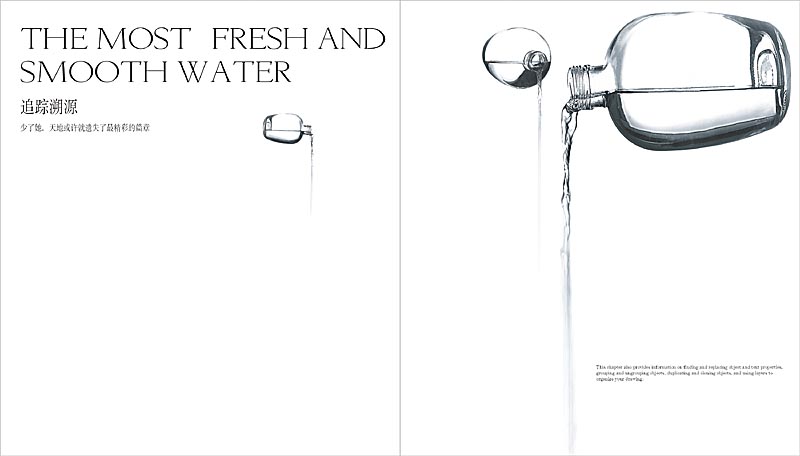 THE MOST FRESH AND
SMOOTH WATER
追踪溯源
少了她，天地或许就遗失了最精彩的篇章
This chapter also provides information on finding and replacing object and text properties,
grouping and ungrouping objects, duplicating and cloning objects, and using layers to
organize your drawing.